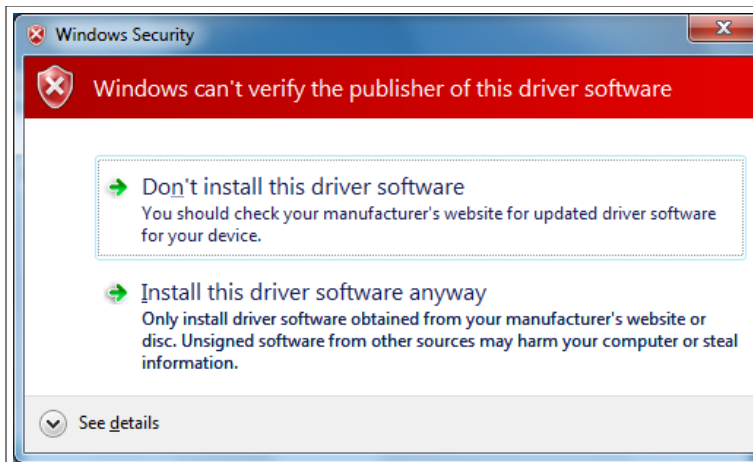 Windows Security
Windows can't verify the publisher of this driver software
Don't install this driver software
You should check your manufacturer's website for updated driver software
for your device.
Install this driver software anyway
Only install driver software obtained from your manufacturer's website or
disc. Unsigned software from other sources may harm your computer or steal
information.
See details